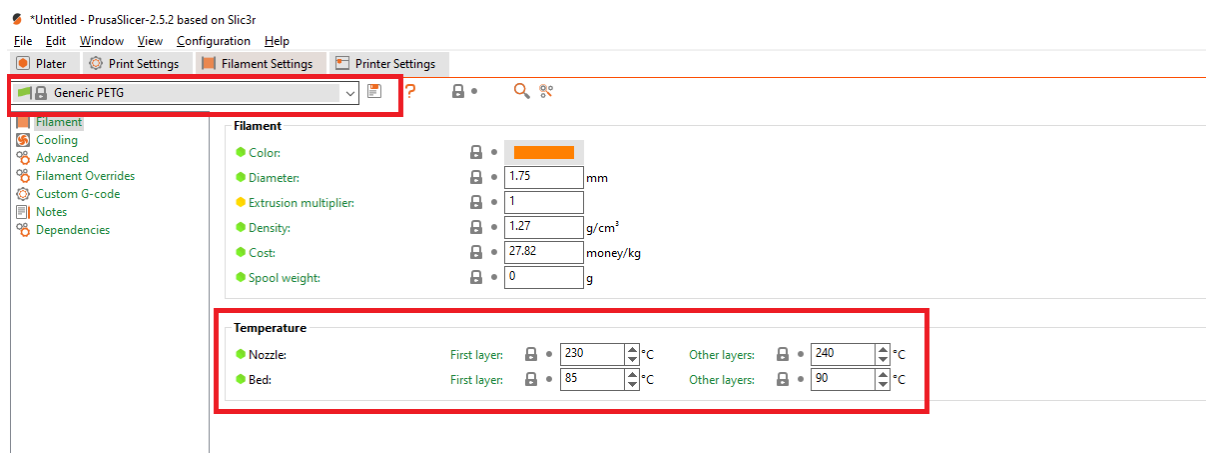 *Untitled - PrusaSlicer-2.5.2 based on Slic3r
File Edit Window View Configuration Help
Plater Print Settings Filament Settings Printer Settings
Generic PETG ?
Filament
Cooling
Advanced
Filament Overrides
Custom G-code
Notes
Dependencies
Filament
Color:
Diameter: 1.75 mm
Extrusion multiplier: 1
Density: 1.27 g/cm³
Cost: 27.82 money/kg
Spool weight: 0 g
Temperature
Nozzle: First layer: 230 °C Other layers: 240 °C
Bed: First layer: 85 °C Other layers: 90 °C